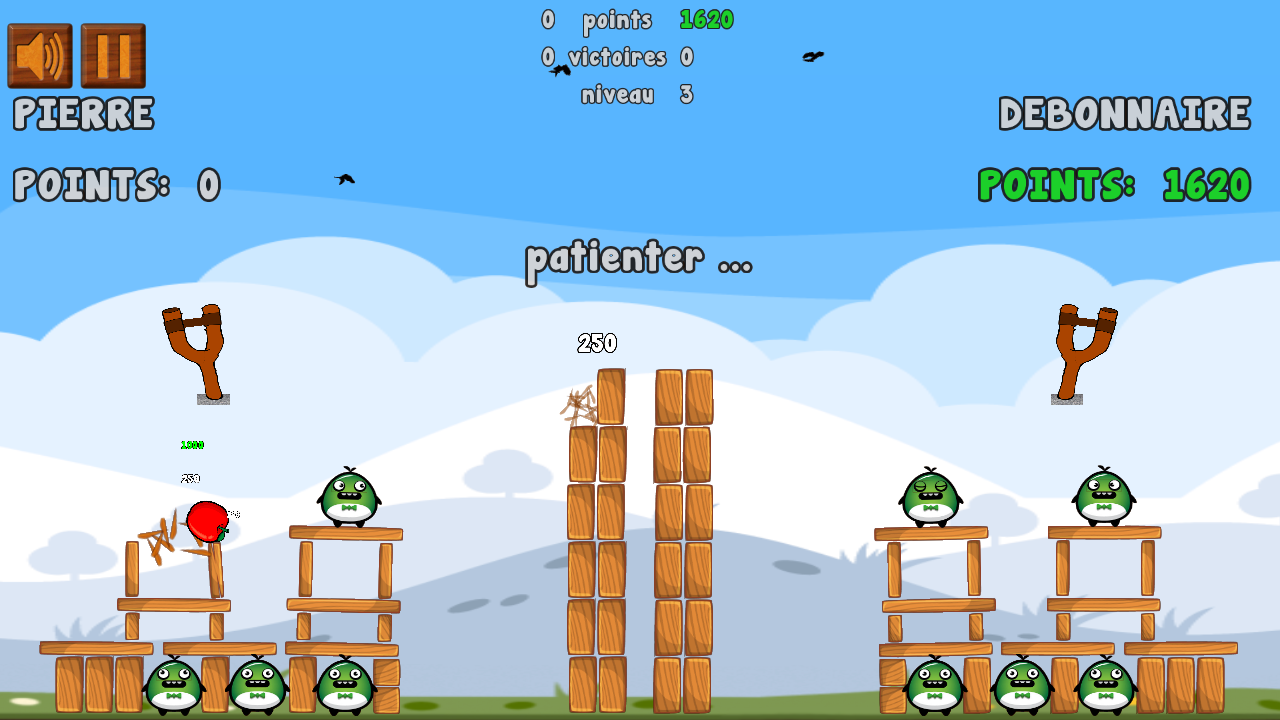 0 points 1620
0 victoires 0
niveau 3
PIERRE
DEBONNAIRE
POINTS: 0
POINTS: 1620
patienter ...
250
250